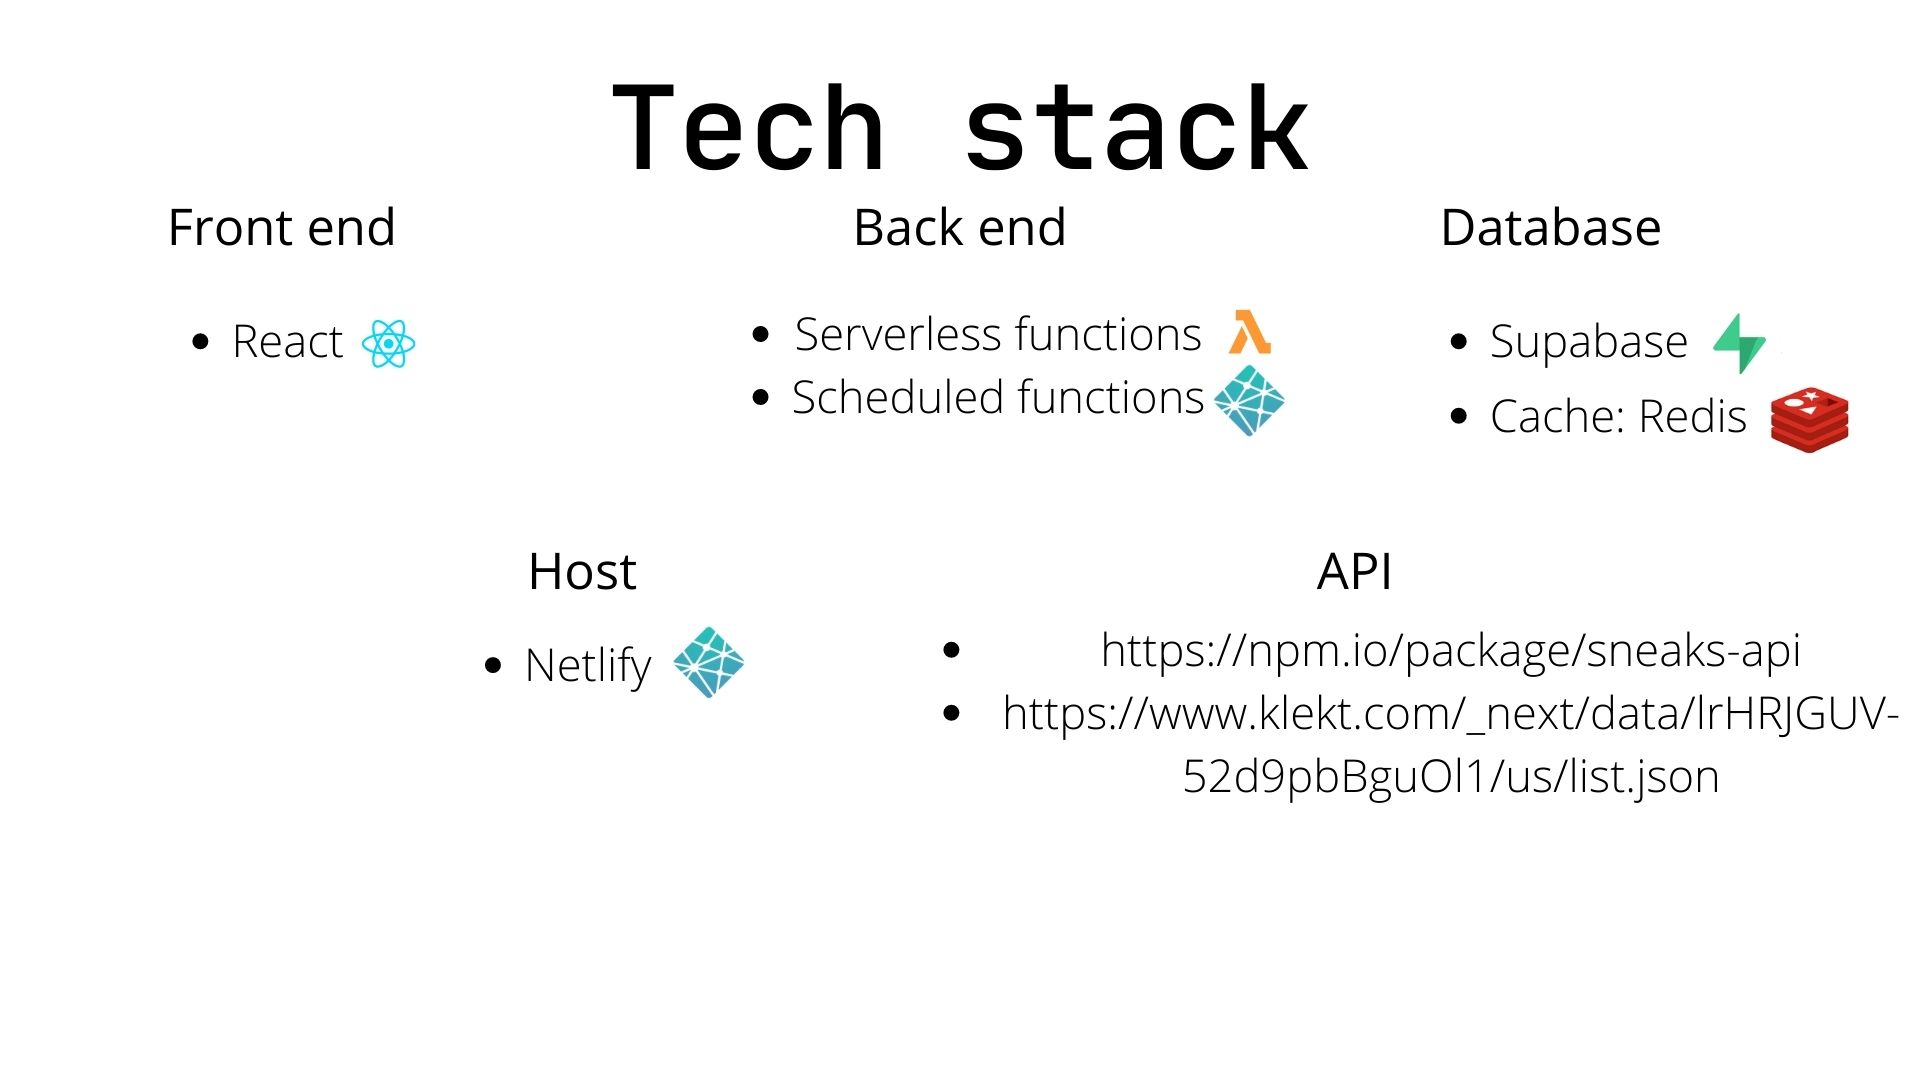 Tech stack
Front end
React
Back end
Serverless functions
Scheduled functions
Database
Supabase
Cache: Redis
Host
Netlify
API
https://npm.io/package/sneaks-api
https://www.klekt.com/_next/data/lrHRJGUV-
52d9pbBguOl1/us/list.json